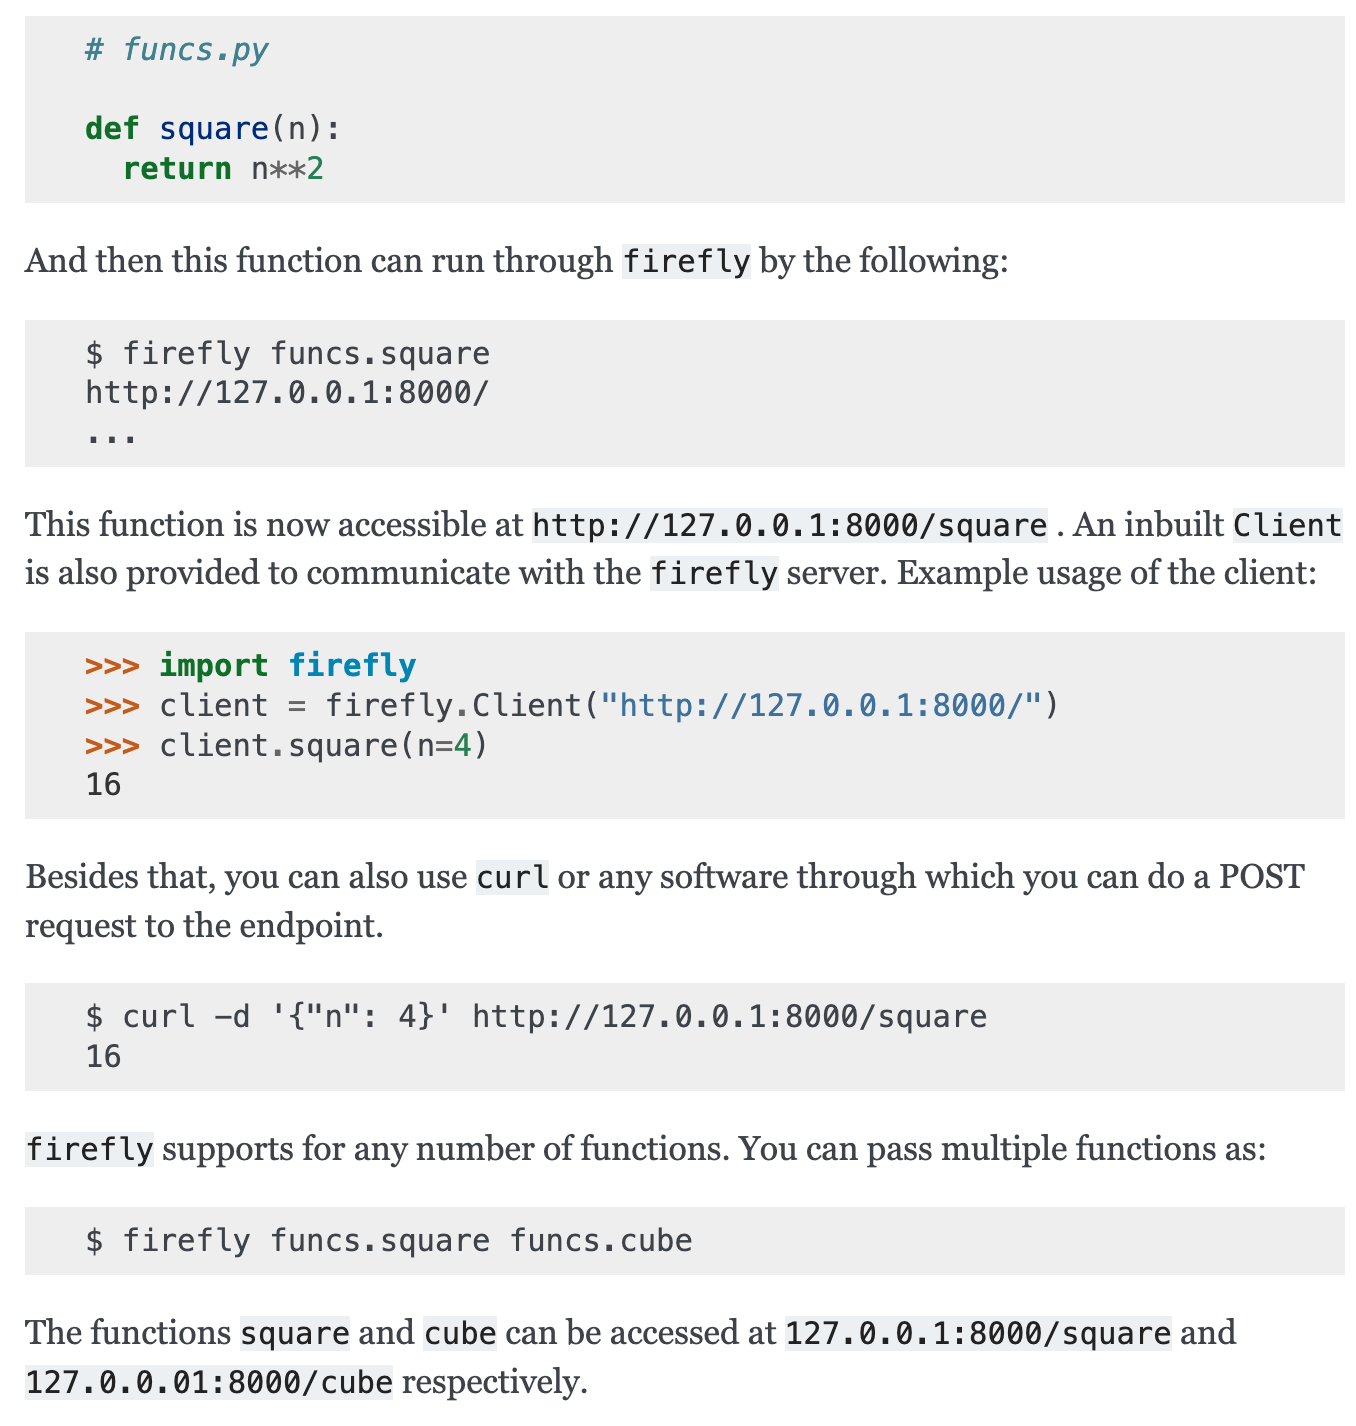 # funcs.py
def square(n):
  return n**2
And then this function can run through firefly by the following:
$ firefly funcs.square
http://127.0.0.1:8000/
...
This function is now accessible at http://127.0.0.1:8000/square . An inbuilt Client
is also provided to communicate with the firefly server. Example usage of the client:
>>> import firefly
>>> client = firefly.Client("http://127.0.0.1:8000/")
>>> client.square(n=4)
16
Besides that, you can also use curl or any software through which you can do a POST
request to the endpoint.
$ curl -d '{"n": 4}' http://127.0.0.1:8000/square
16
firefly supports for any number of functions. You can pass multiple functions as:
$ firefly funcs.square funcs.cube
The functions square and cube can be accessed at 127.0.0.1:8000/square and
127.0.0.01:8000/cube respectively.